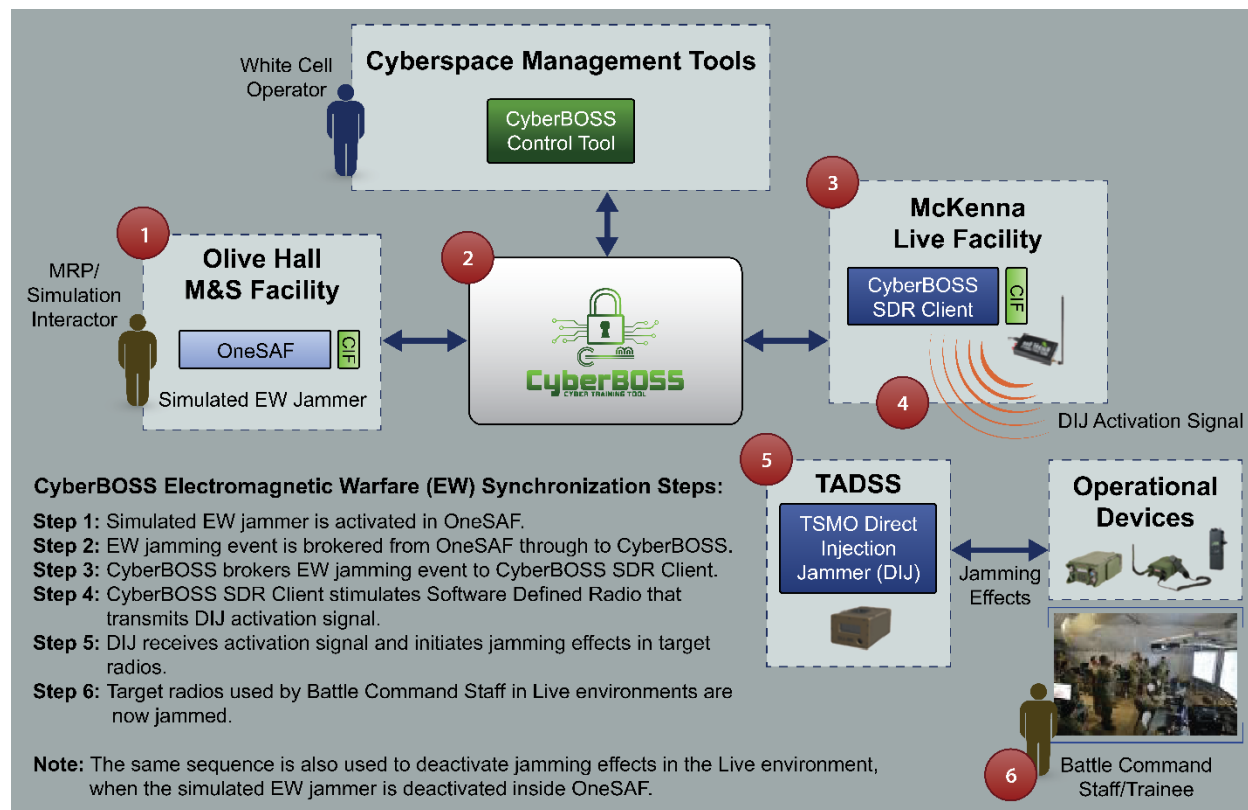 White Cell
Operator
Cyberspace Management Tools
CyberBOSS
Control Tool
1
MRP/
Simulation
Interactor
Olive Hall
M&S Facility
OneSAF
CIF
Simulated EW Jammer
2
CyberBOSS
CYBER TRAINING TOOL
3
McKenna
Live Facility
CyberBOSS
SDR Client
CIF
4
DIJ Activation Signal
CyberBOSS Electromagnetic Warfare (EW) Synchronization Steps:
Step 1: Simulated EW jammer is activated in OneSAF.
Step 2: EW jamming event is brokered from OneSAF through to CyberBOSS.
Step 3: CyberBOSS brokers EW jamming event to CyberBOSS SDR Client.
Step 4: CyberBOSS SDR Client stimulates Software Defined Radio that
transmits DIJ activation signal.
Step 5: DIJ receives activation signal and initiates jamming effects in target
radios.
Step 6: Target radios used by Battle Command Staff in Live environments are
now jammed.
Note: The same sequence is also used to deactivate jamming effects in the Live environment,
when the simulated EW jammer is deactivated inside OneSAF.
5
TADSS
TSMO Direct
Injection
Jammer (DIJ)
Jamming
Effects
Operational
Devices
6
Battle Command
Staff/Trainee